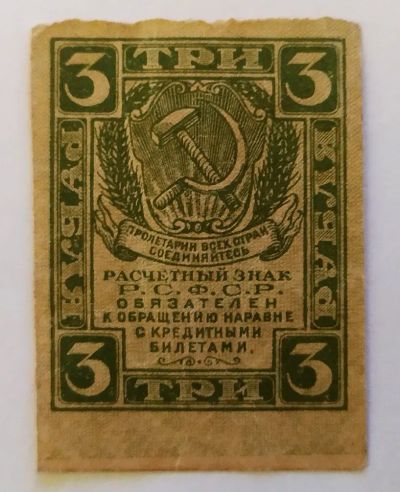 3 ТРИ 3
РУБЛЯ
РУБЛЯ
ПРОЛЕТАРИИ ВСЕХ СТРАН
СОЕДИНЯЙТЕСЬ
РАСЧЕТНЫЙ ЗНАК
Р.С.Ф.С.Р.
ОБЯЗАТЕЛЕН
К ОБРАЩЕНИЮ НАРАВНЕ
С КРЕДИТНЫМИ
БИЛЕТАМИ.
3 ТРИ 3